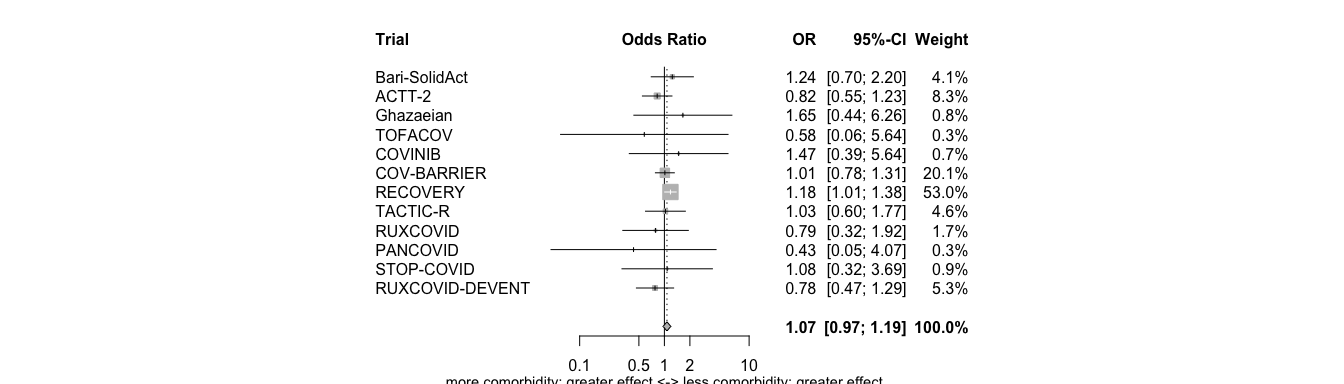 Trial Odds Ratio OR 95%-CI Weight
Bari-SolidAct 1.24 [0.70; 2.20] 4.1%
ACTT-2 0.82 [0.55; 1.23] 8.3%
Ghazaeian 1.65 [0.44; 6.26] 0.8%
TOFACOV 0.58 [0.06; 5.64] 0.3%
COVINIB 1.47 [0.39; 5.64] 0.7%
COV-BARRIER 1.01 [0.78; 1.31] 20.1%
RECOVERY 1.18 [1.01; 1.38] 53.0%
TACTIC-R 1.03 [0.60; 1.77] 4.6%
RUXCOVID 0.79 [0.32; 1.92] 1.7%
PANCOVID 0.43 [0.05; 4.07] 0.3%
STOP-COVID 1.08 [0.32; 3.69] 0.9%
RUXCOVID-DEVENT 0.78 [0.47; 1.29] 5.3%
1.07 [0.97; 1.19] 100.0%
0.1 0.5 1 2 10
more comorbidity: greater effect <-> less comorbidity: greater effect